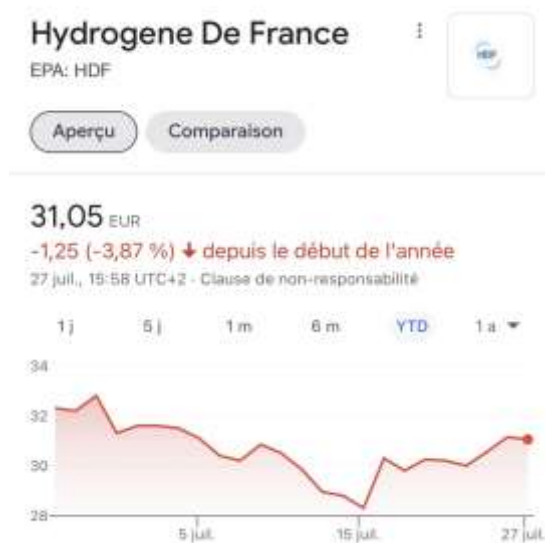 Hydrogene De France
EPA: HDF
HDF
Aperçu
Comparaison
31,05 EUR
-1,25 (-3,87 %) ↓ depuis le début de l'année
27 juil., 15:58 UTC+2 · Clause de non-responsabilité
1 j 5 j 1 m 6 m YTD 1 a
34
32
30
28
5 juil. 15 juil. 27 juil.